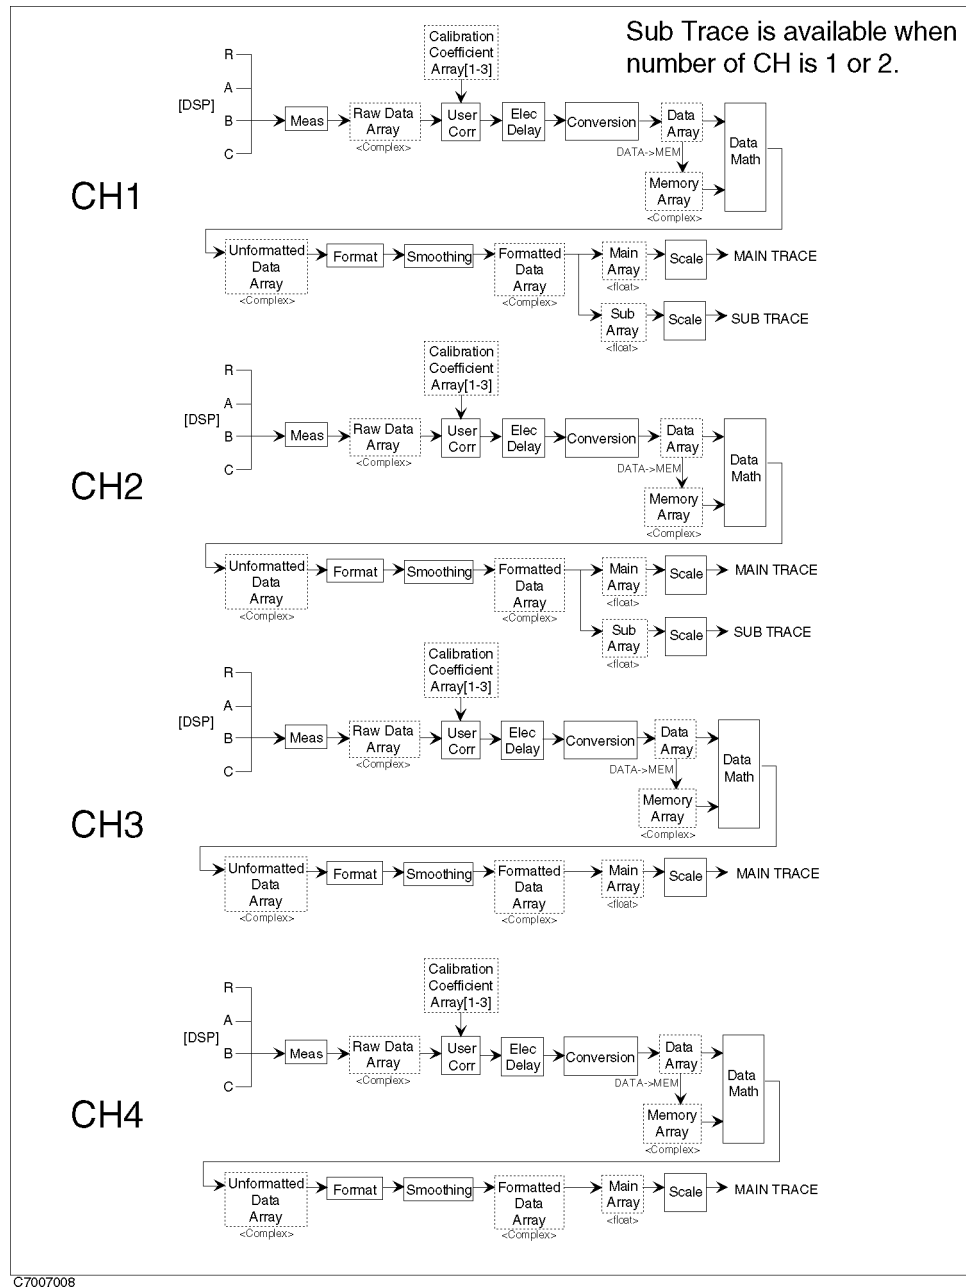 Sub Trace is available when
number of CH is 1 or 2.
CH1
[DSP]
R
A
B
C
Meas
Raw Data
Array
<Complex>
Calibration
Coefficient
Array[1-3]
User
Corr
Elec
Delay
Conversion
Data
Array
DATA->MEM
Memory
Array
<Complex>
Data
Math
Unformatted
Data
Array
<Complex>
Format
Smoothing
Formatted
Data
Array
<Complex>
Main
Array
<float>
Scale
MAIN TRACE
Sub
Array
<float>
Scale
SUB TRACE
CH2
[DSP]
R
A
B
C
Meas
Raw Data
Array
<Complex>
Calibration
Coefficient
Array[1-3]
User
Corr
Elec
Delay
Conversion
Data
Array
DATA->MEM
Memory
Array
<Complex>
Data
Math
Unformatted
Data
Array
<Complex>
Format
Smoothing
Formatted
Data
Array
<Complex>
Main
Array
<float>
Scale
MAIN TRACE
Sub
Array
<float>
Scale
SUB TRACE
CH3
[DSP]
R
A
B
C
Meas
Raw Data
Array
<Complex>
Calibration
Coefficient
Array[1-3]
User
Corr
Elec
Delay
Conversion
Data
Array
DATA->MEM
Memory
Array
<Complex>
Data
Math
Unformatted
Data
Array
<Complex>
Format
Smoothing
Formatted
Data
Array
<Complex>
Main
Array
<float>
Scale
MAIN TRACE
CH4
[DSP]
R
A
B
C
Meas
Raw Data
Array
<Complex>
Calibration
Coefficient
Array[1-3]
User
Corr
Elec
Delay
Conversion
Data
Array
DATA->MEM
Memory
Array
<Complex>
Data
Math
Unformatted
Data
Array
<Complex>
Format
Smoothing
Formatted
Data
Array
<Complex>
Main
Array
<float>
Scale
MAIN TRACE
C7007008